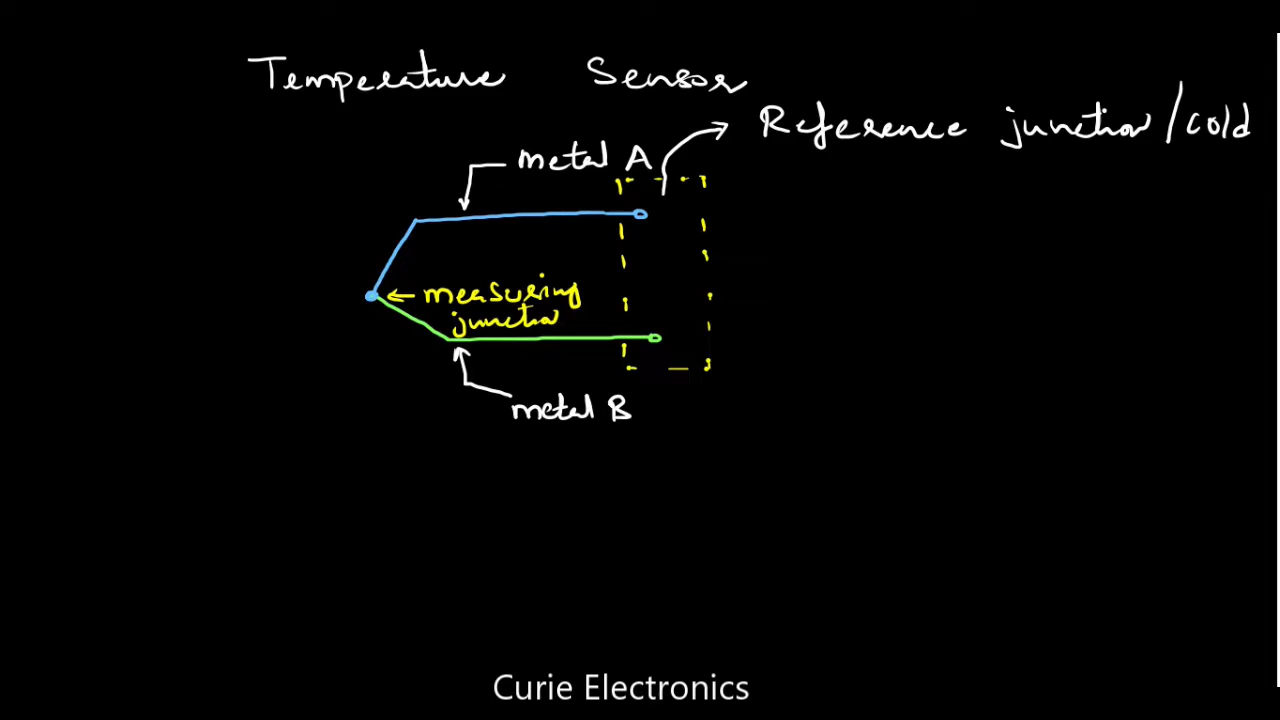 Temperature Sensor
Reference junction/cold
metal A
measuring
junction
metal B
Curie Electronics